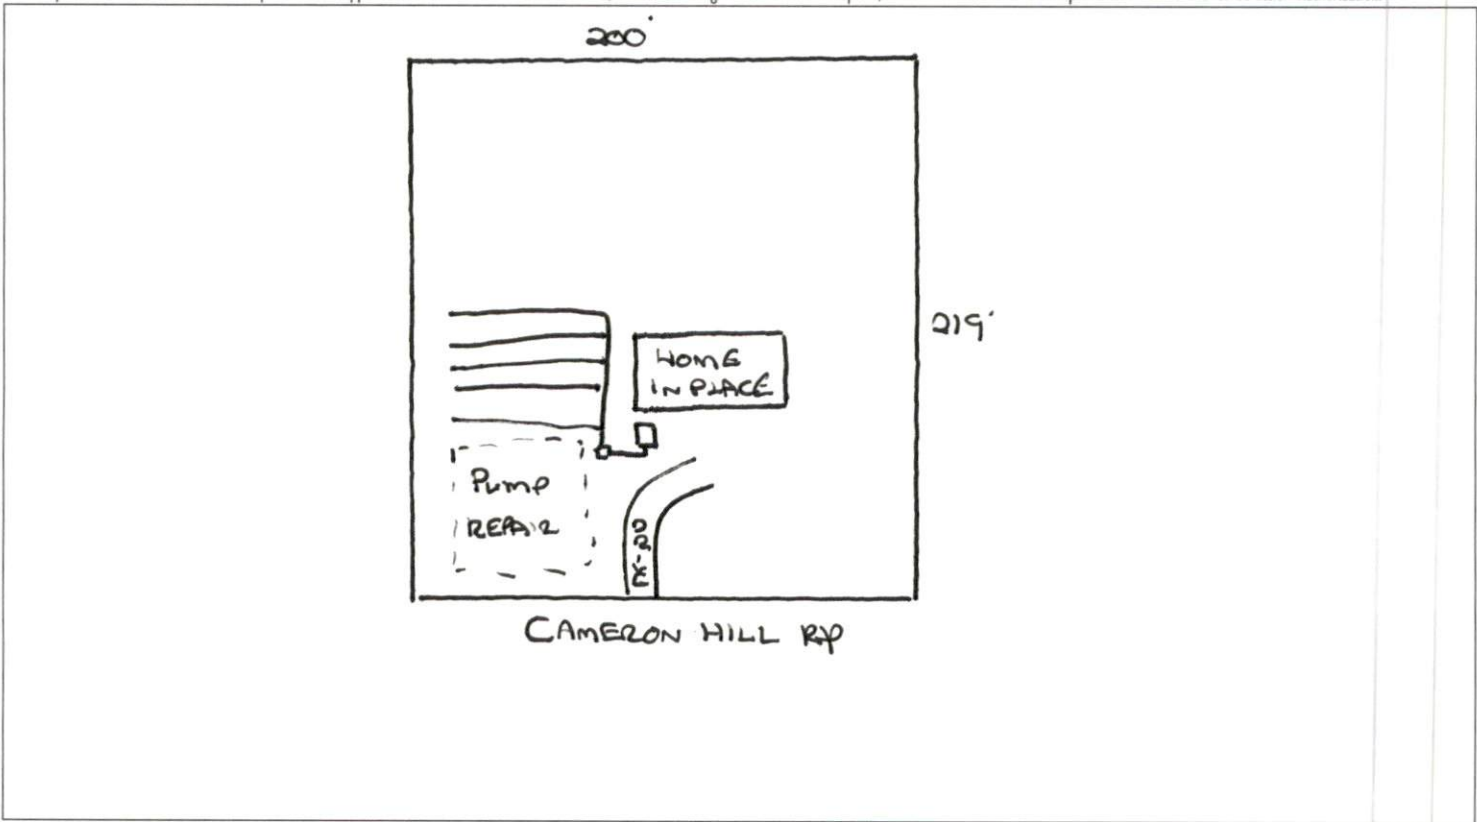 200'
219'
HOME
IN PLACE
PUMP
REPAIR
DRIVE
CAMERON HILL RD